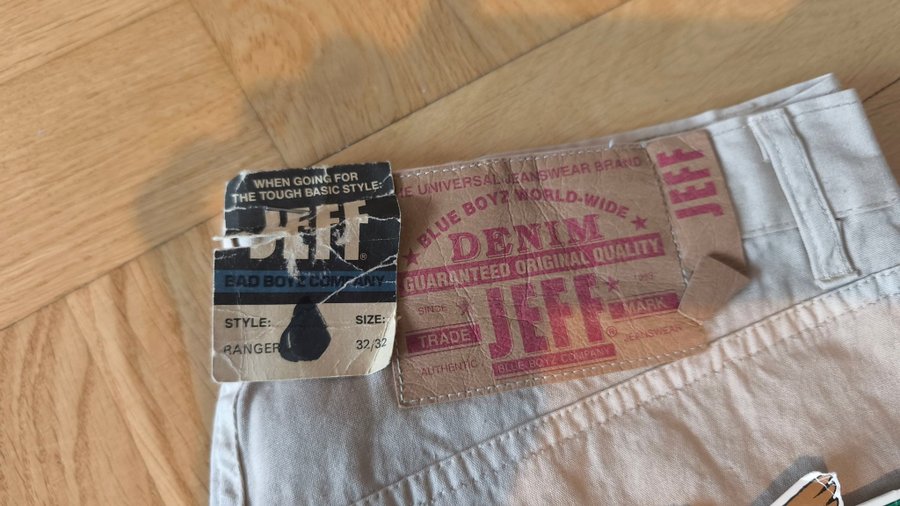 WHEN GOING FOR
THE TOUGH BASIC STYLE:
JEFF®
BAD BOYZ COMPANY
STYLE: SIZE:
RANGER 32/32
THE UNIVERSAL JEANSWEAR BRAND
★ BLUE BOYZ WORLD-WIDE ★
DENIM
GUARANTEED ORIGINAL QUALITY
SINCE
TRADE JEFF® MARK
AUTHENTIC JEANSWEAR
BLUE BOYZ COMPANY
JEFF